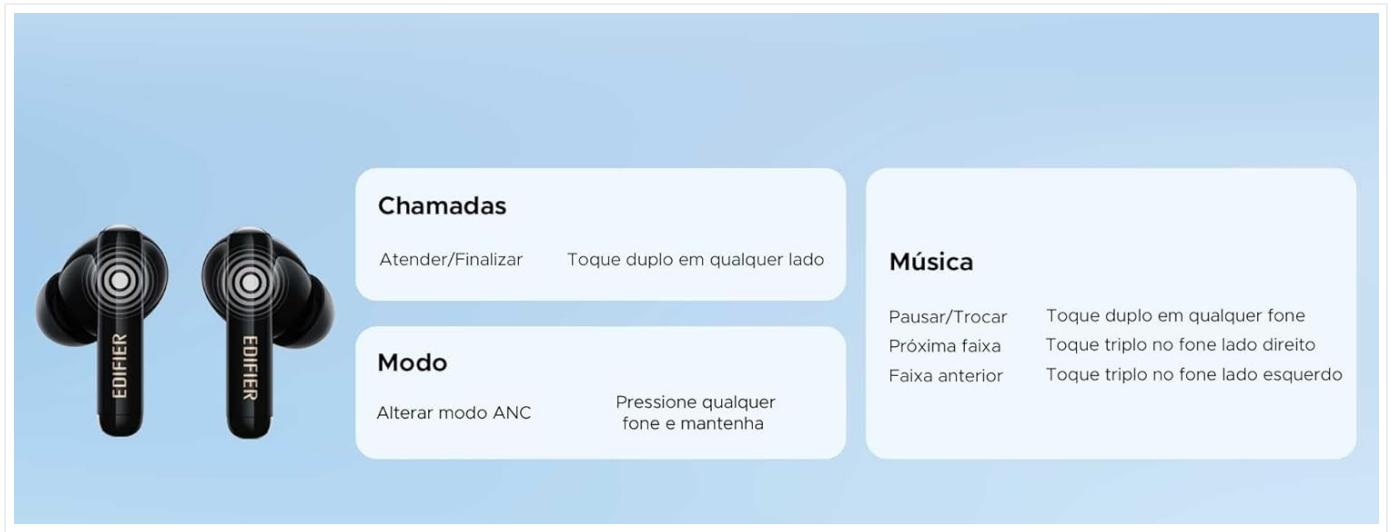 EDIFIER
EDIFIER
Chamadas
Atender/Finalizar Toque duplo em qualquer lado
Modo
Alterar modo ANC Pressione qualquer
fone e mantenha
Música
Pausar/Trocar Toque duplo em qualquer fone
Próxima faixa Toque triplo no fone lado direito
Faixa anterior Toque triplo no fone lado esquerdo